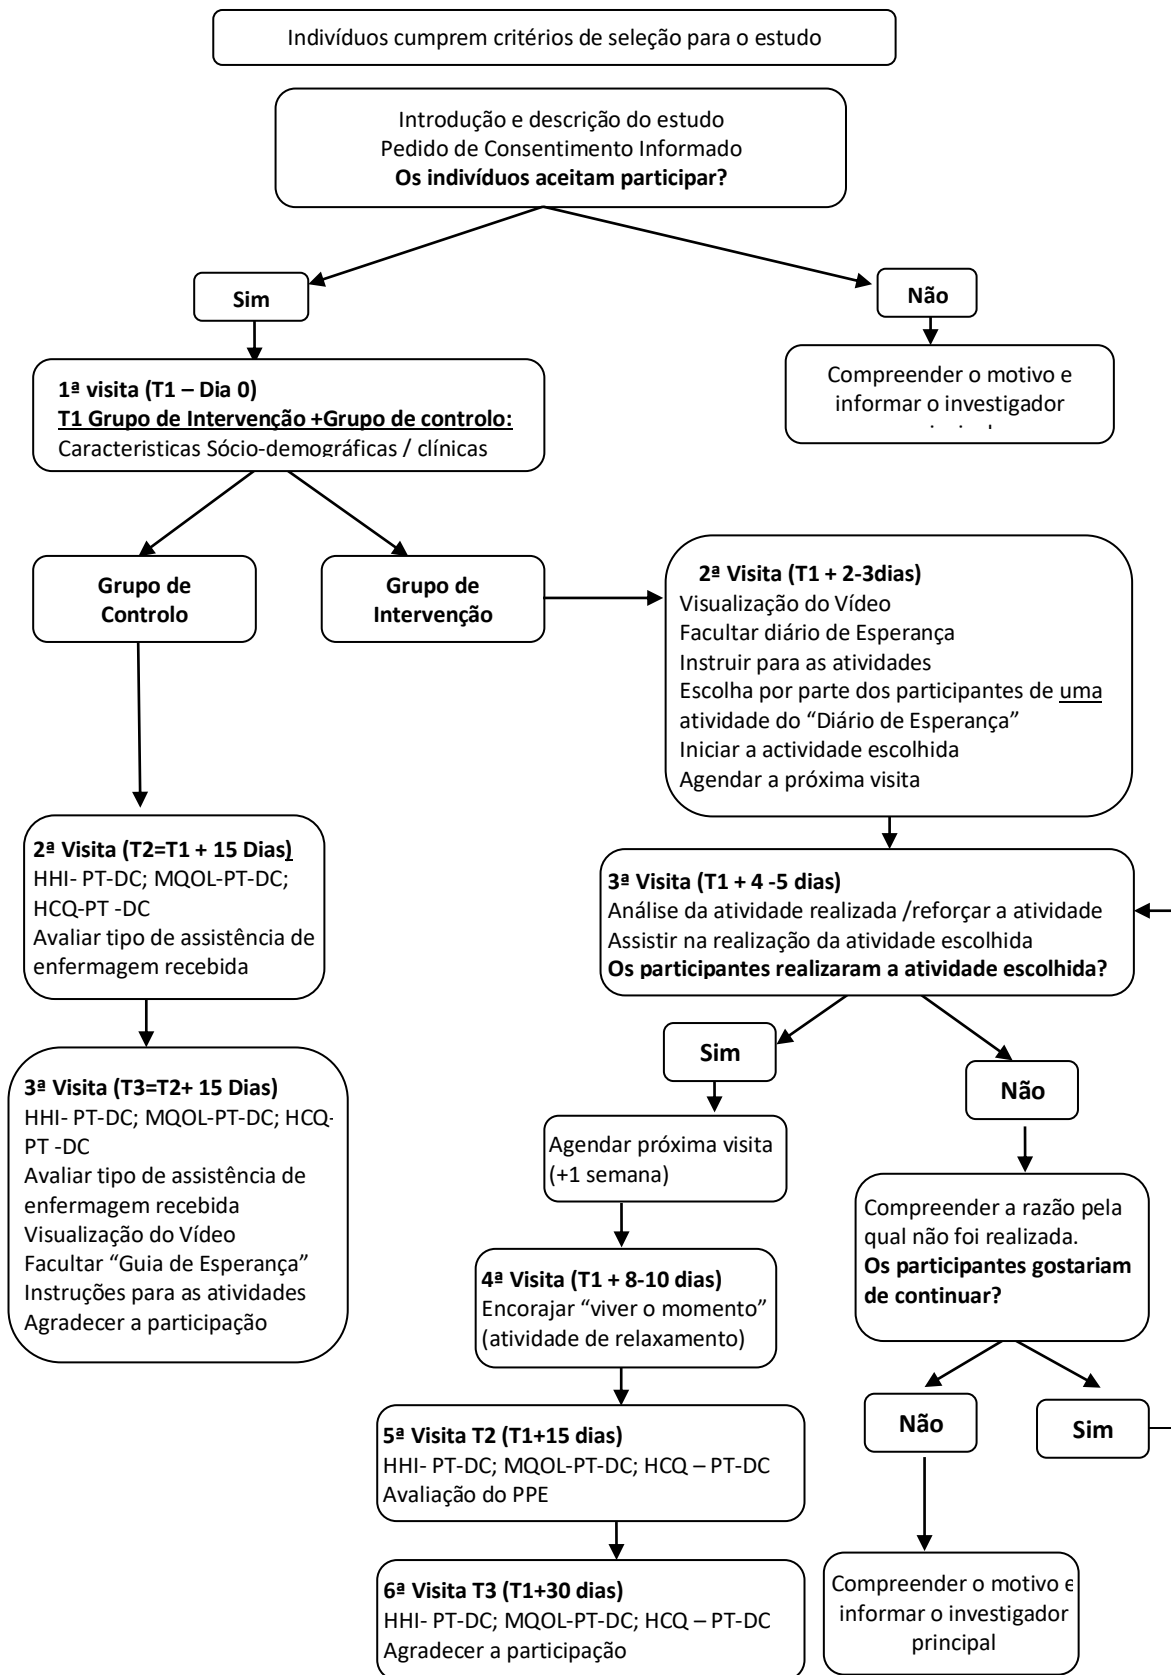 Indivíduos cumprem critérios de seleção para o estudo
Introdução e descrição do estudo
Pedido de Consentimento Informado
Os indivíduos aceitam participar?
Sim
Não
1ª visita (T1 – Dia 0)
T1 Grupo de Intervenção +Grupo de controlo:
Caracteristicas Sócio-demográficas / clínicas
Compreender o motivo e
informar o investigador
Grupo de
Controlo
Grupo de
Intervenção
2ª Visita (T1 + 2-3dias)
Visualização do Vídeo
Facultar diário de Esperança
Instruir para as atividades
Escolha por parte dos participantes de uma
atividade do “Diário de Esperança”
Iniciar a actividade escolhida
Agendar a próxima visita
2ª Visita (T2=T1 + 15 Dias)
HHI- PT-DC; MQOL-PT-DC;
HCQ-PT -DC
Avaliar tipo de assistência de
enfermagem recebida
3ª Visita (T1 + 4 -5 dias)
Análise da atividade realizada /reforçar a atividade
Assistir na realização da atividade escolhida
Os participantes realizaram a atividade escolhida?
3ª Visita (T3=T2+ 15 Dias)
HHI- PT-DC; MQOL-PT-DC; HCQ-
PT -DC
Avaliar tipo de assistência de
enfermagem recebida
Visualização do Vídeo
Facultar “Guia de Esperança”
Instruções para as atividades
Agradecer a participação
Sim
Não
Agendar próxima visita
(+1 semana)
Compreender a razão pela
qual não foi realizada.
Os participantes gostariam
de continuar?
4ª Visita (T1 + 8-10 dias)
Encorajar “viver o momento”
(atividade de relaxamento)
Não
Sim
5ª Visita T2 (T1+15 dias)
HHI- PT-DC; MQOL-PT-DC; HCQ – PT-DC
Avaliação do PPE
6ª Visita T3 (T1+30 dias)
HHI- PT-DC; MQOL-PT-DC; HCQ – PT-DC
Agradecer a participação
Compreender o motivo e
informar o investigador
principal